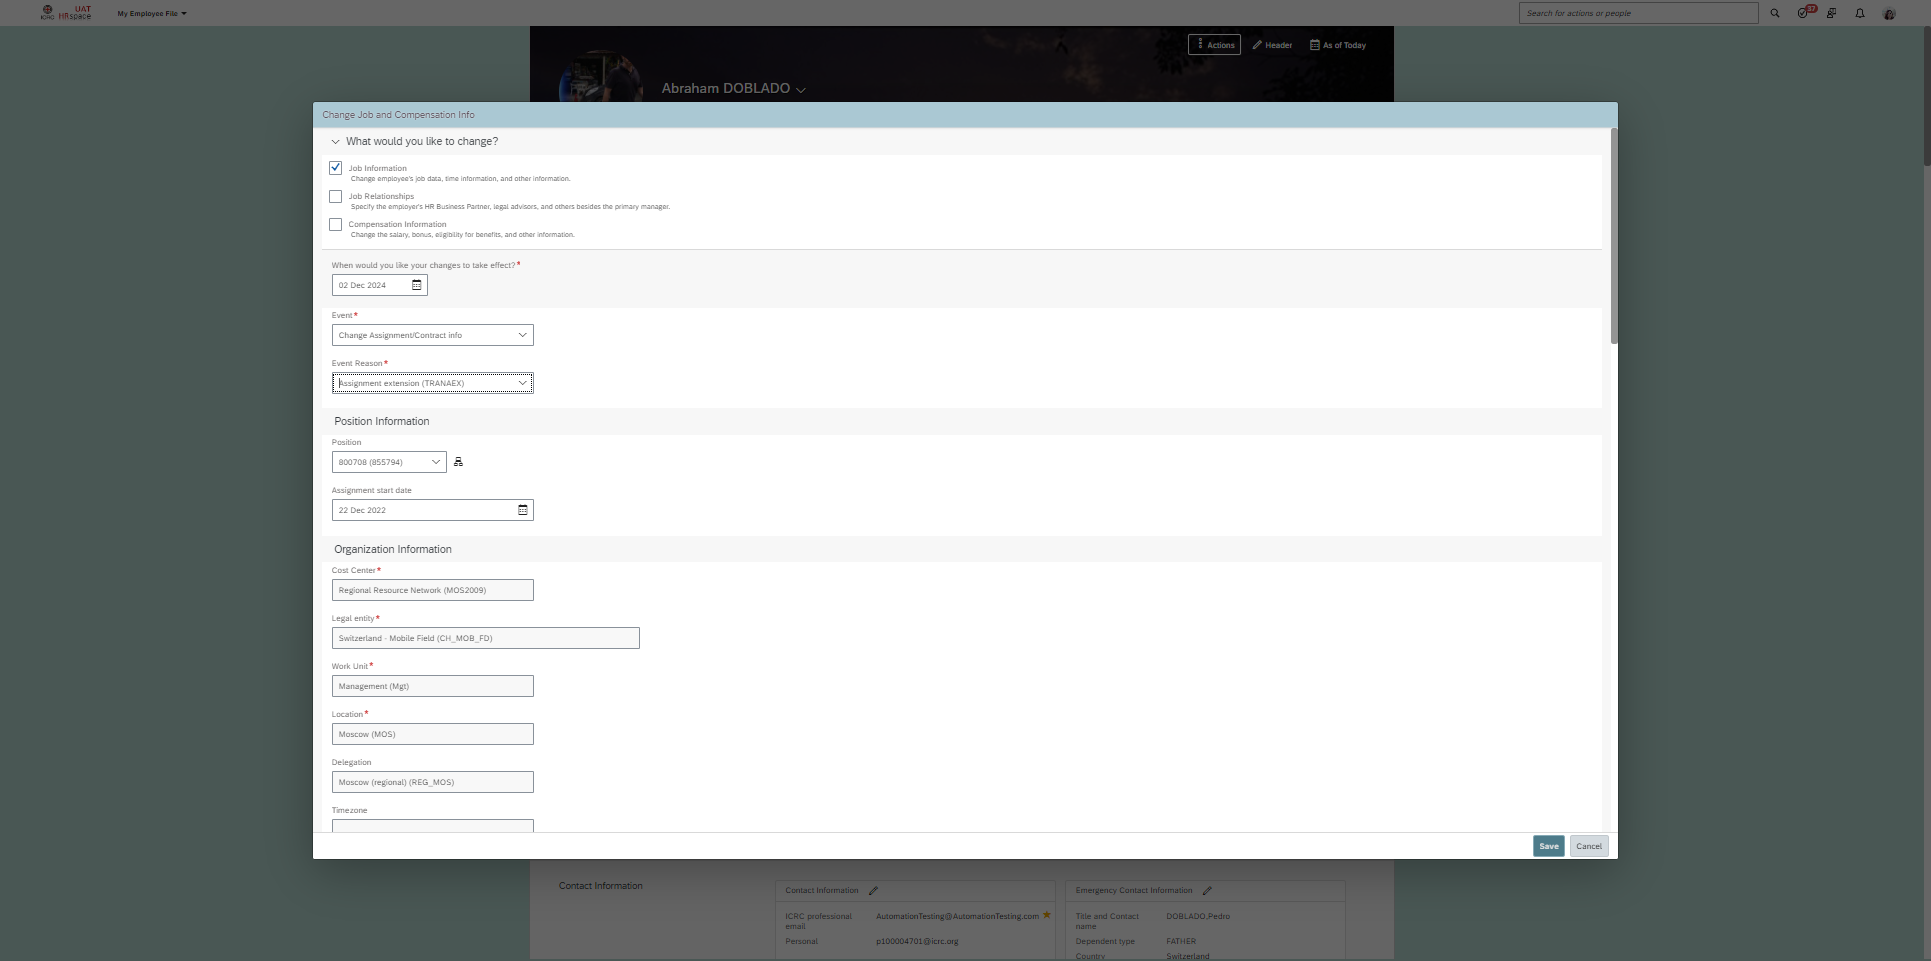 ICRC
UAT
HRspace
My Employee File
Search for actions or people
37
Actions
Header
As of Today
Abraham DOBLADO
Change Job and Compensation Info
What would you like to change?
Job Information
Change employee's job data, time information, and other information.
Job Relationships
Specify the employer's HR Business Partner, legal advisors, and others besides the primary manager.
Compensation Information
Change the salary, bonus, eligibility for benefits, and other information.
When would you like your changes to take effect?*
02 Dec 2024
Event*
Change Assignment/Contract info
Event Reason*
Assignment extension (TRANAEX)
Position Information
Position
800708 (855794)
Assignment start date
22 Dec 2022
Organization Information
Cost Center*
Regional Resource Network (MOS2009)
Legal entity*
Switzerland - Mobile Field (CH_MOB_FD)
Work Unit*
Management (Mgt)
Location*
Moscow (MOS)
Delegation
Moscow (regional) (REG_MOS)
Timezone
Save
Cancel
Contact Information
Contact Information
ICRC professional email
AutomationTesting@AutomationTesting.com
Personal
p100004701@icrc.org
Emergency Contact Information
Title and Contact name
DOBLADO,Pedro
Dependent type
FATHER
Country
Switzerland